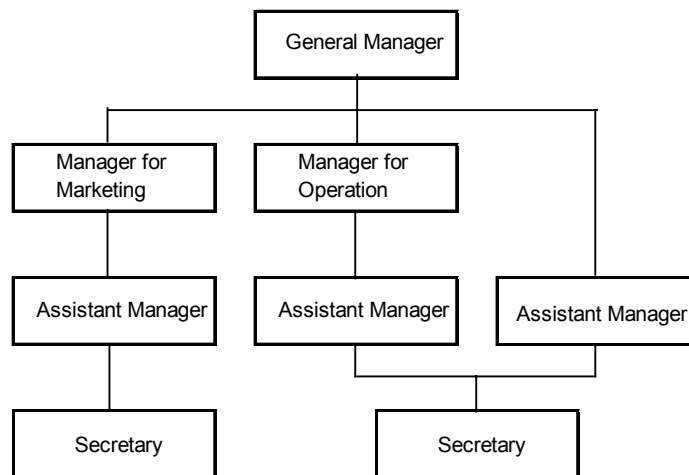 General Manager
Manager for
Marketing
Manager for
Operation
Assistant Manager
Assistant Manager
Assistant Manager
Secretary
Secretary